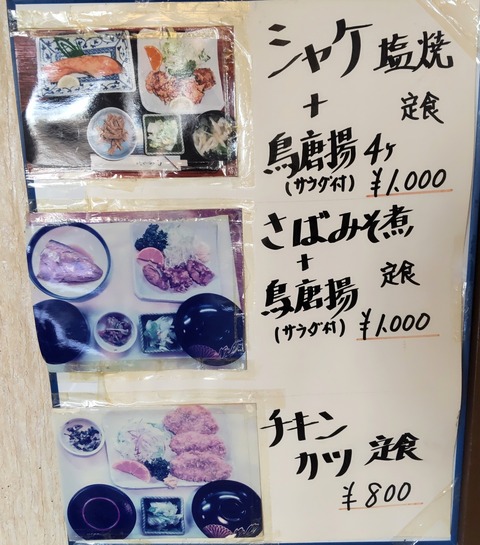 シャケ塩焼
+ 定食
鳥唐揚4ヶ
(サラダ付) ¥1.000
さばみそ煮
+ 定食
鳥唐揚
(サラダ付) ¥1.000
チキン
カツ 定食
¥800